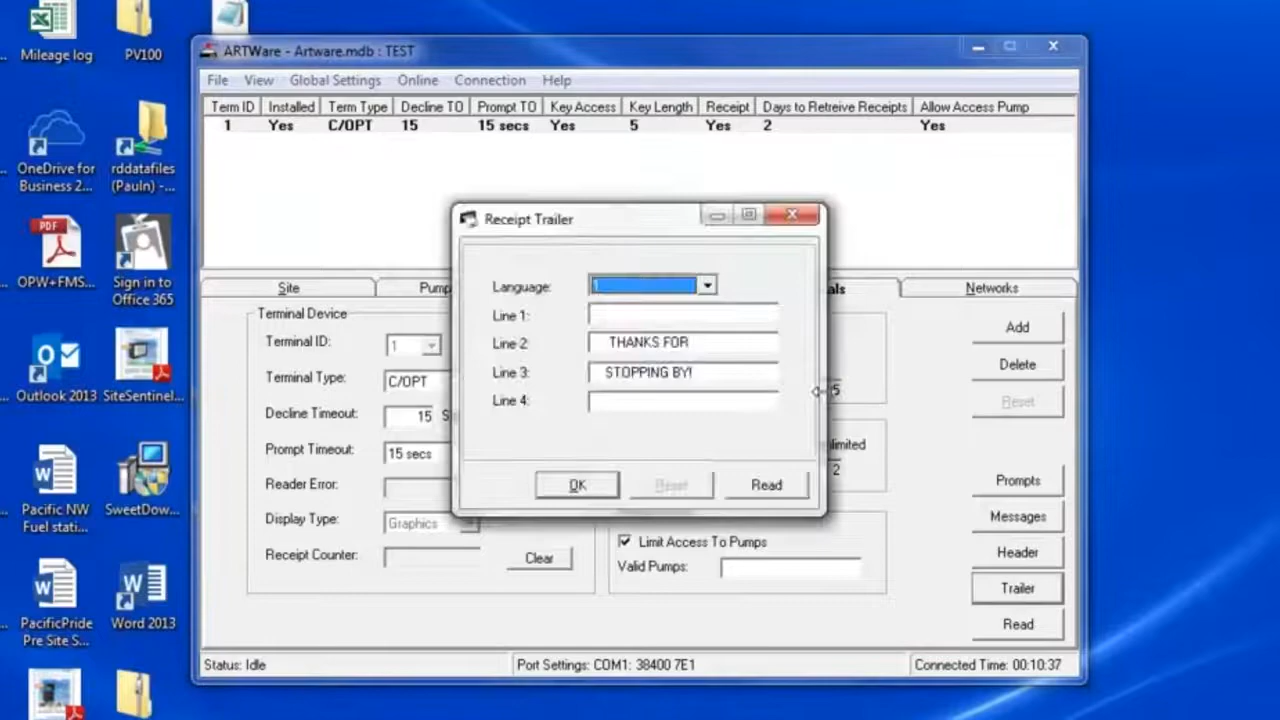 Mileage log
PV100
OneDrive for
Business 2...
rddatafiles
(Pauln) -...
PDF
OPW+FMS...
Sign in to
Office 365
Outlook 2013
SiteSentinel...
Pacific NW
Fuel stati...
SweetDow...
PacificPride
Pre Site S...
Word 2013
ARTWare - Artware.mdb : TEST
File View Global Settings Online Connection Help
Term ID Installed Term Type Decline TO Prompt TO Key Access Key Length Receipt Days to Retreive Receipts Allow Access Pump
1 Yes C/OPT 15 15 secs Yes 5 Yes 2 Yes
Site Pump als Networks
Terminal Device
Terminal ID: 1
Terminal Type: C/OPT
Decline Timeout: 15 S
Prompt Timeout: 15 secs
Reader Error:
Display Type: Graphics
Receipt Counter: Clear
Receipt Trailer
Language: 1
Line 1:
Line 2: THANKS FOR
Line 3: STOPPING BY!
Line 4:
OK Reset Read
5
limited
2
Limit Access To Pumps
Valid Pumps:
Add
Delete
Reset
Prompts
Messages
Header
Trailer
Read
Status: Idle Port Settings: COM1: 38400 7E1 Connected Time: 00:10:37